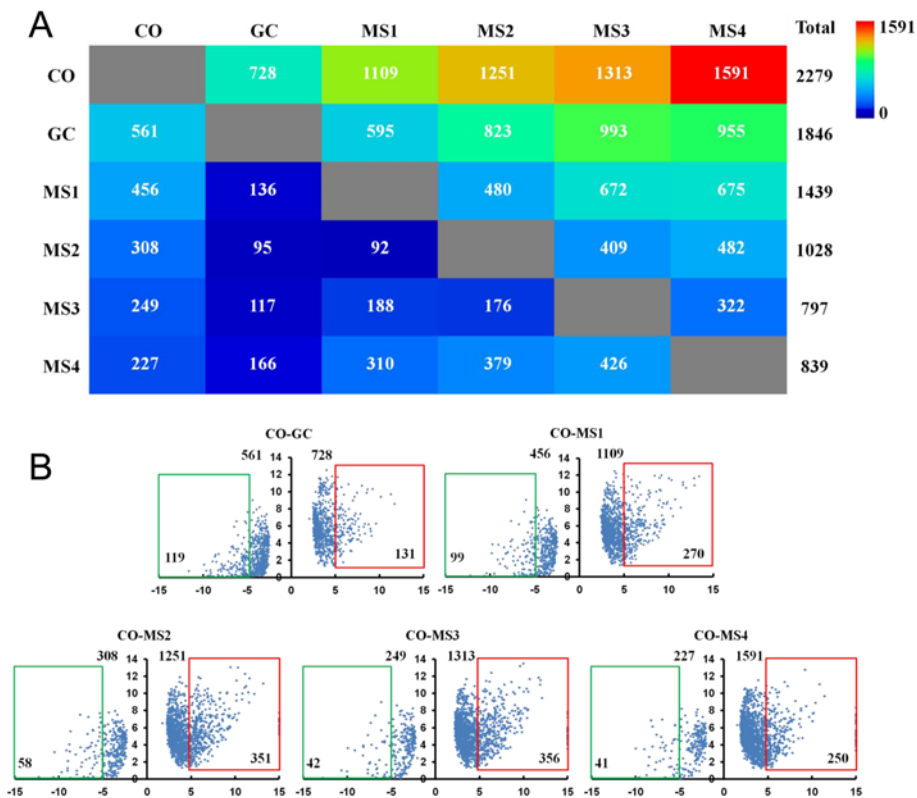 A
CO GC MS1 MS2 MS3 MS4 Total 1591
CO 728 1109 1251 1313 1591 2279
0
GC 561 595 823 993 955 1846
MS1 456 136 480 672 675 1439
MS2 308 95 92 409 482 1028
MS3 249 117 188 176 322 797
MS4 227 166 310 379 426 839
B
CO-GC
561 728
14
12
10
8
6
4
2
0
119 131
-15 -10 -5 0 5 10 15
CO-MS1
456 1109
14
12
10
8
6
4
2
0
99 270
-15 -10 -5 0 5 10 15
CO-MS2
308 1251
14
12
10
8
6
4
2
0
58 351
-15 -10 -5 0 5 10 15
CO-MS3
249 1313
14
12
10
8
6
4
2
0
42 356
-15 -10 -5 0 5 10 15
CO-MS4
227 1591
14
12
10
8
6
4
2
0
41 250
-15 -10 -5 0 5 10 15